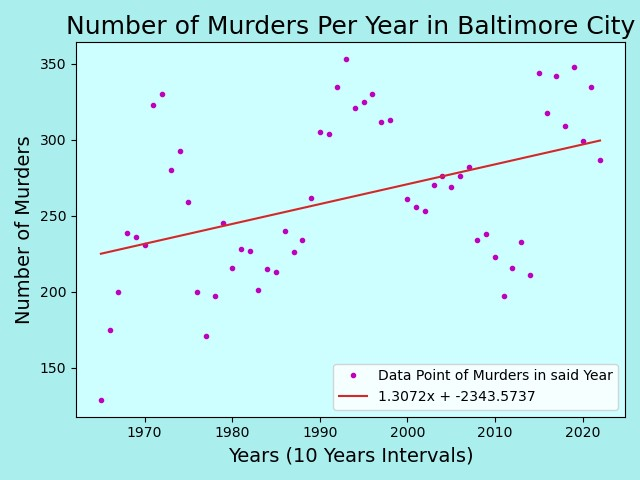 Number of Murders Per Year in Baltimore City
350
300
250
200
150
Number of Murders
Data Point of Murders in said Year
1.3072x + -2343.5737
1970 1980 1990 2000 2010 2020
Years (10 Years Intervals)